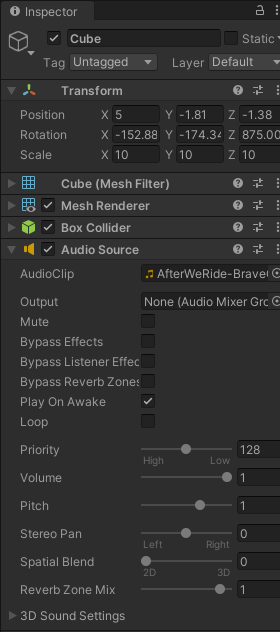 Inspector
Cube Static
Tag Untagged Layer Default
Transform
Position X 5 Y -1.81 Z -1.38
Rotation X -152.88 Y -174.34 Z 875.00
Scale X 10 Y 10 Z 10
Cube (Mesh Filter)
Mesh Renderer
Box Collider
Audio Source
AudioClip AfterWeRide-Brave
Output None (Audio Mixer Gro
Mute
Bypass Effects
Bypass Listener Effec
Bypass Reverb Zones
Play On Awake
Loop
Priority 128
High Low
Volume 1
Pitch 1
Stereo Pan 0
Left Right
Spatial Blend 0
2D 3D
Reverb Zone Mix 1
3D Sound Settings